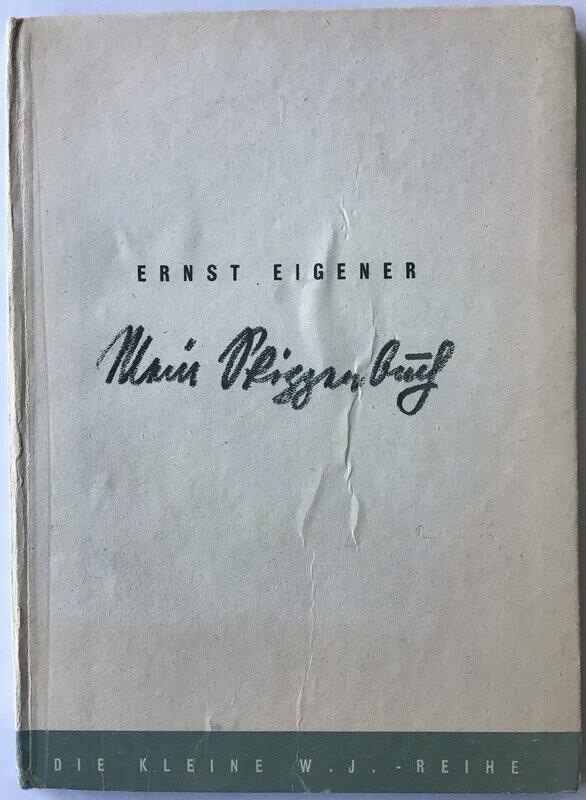 ERNST EIGENER
Mein Skizzenbuch
DIE KLEINE W.J.-REIHE